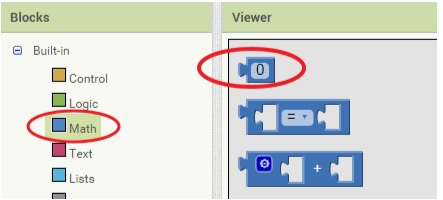 Blocks
Built-in
Control
Logic
Math
Text
Lists
Viewer
0
=
+